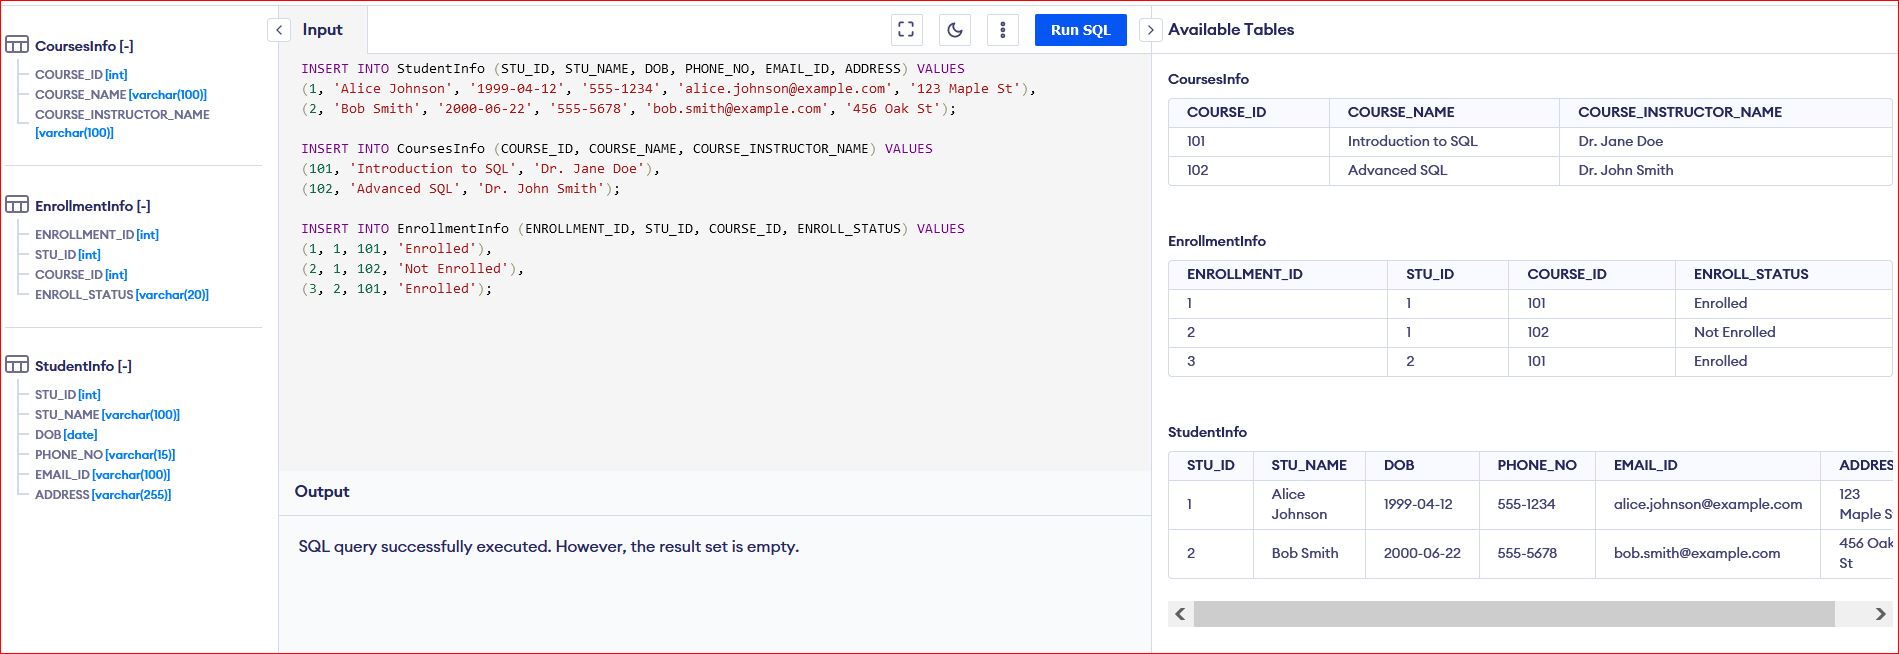 CoursesInfo [-]
COURSE_ID [int]
COURSE_NAME [varchar(100)]
COURSE_INSTRUCTOR_NAME
[varchar(100)]
EnrollmentInfo [-]
ENROLLMENT_ID [int]
STU_ID [int]
COURSE_ID [int]
ENROLL_STATUS [varchar(20)]
StudentInfo [-]
STU_ID [int]
STU_NAME [varchar(100)]
DOB [date]
PHONE_NO [varchar(15)]
EMAIL_ID [varchar(100)]
ADDRESS [varchar(255)]
Input
Run SQL
INSERT INTO StudentInfo (STU_ID, STU_NAME, DOB, PHONE_NO, EMAIL_ID, ADDRESS) VALUES
(1, 'Alice Johnson', '1999-04-12', '555-1234', 'alice.johnson@example.com', '123 Maple St'),
(2, 'Bob Smith', '2000-06-22', '555-5678', 'bob.smith@example.com', '456 Oak St');
INSERT INTO CoursesInfo (COURSE_ID, COURSE_NAME, COURSE_INSTRUCTOR_NAME) VALUES
(101, 'Introduction to SQL', 'Dr. Jane Doe'),
(102, 'Advanced SQL', 'Dr. John Smith');
INSERT INTO EnrollmentInfo (ENROLLMENT_ID, STU_ID, COURSE_ID, ENROLL_STATUS) VALUES
(1, 1, 101, 'Enrolled'),
(2, 1, 102, 'Not Enrolled'),
(3, 2, 101, 'Enrolled');
Output
SQL query successfully executed. However, the result set is empty.
Available Tables
CoursesInfo
COURSE_ID COURSE_NAME COURSE_INSTRUCTOR_NAME
101 Introduction to SQL Dr. Jane Doe
102 Advanced SQL Dr. John Smith
EnrollmentInfo
ENROLLMENT_ID STU_ID COURSE_ID ENROLL_STATUS
1 1 101 Enrolled
2 1 102 Not Enrolled
3 2 101 Enrolled
StudentInfo
STU_ID STU_NAME DOB PHONE_NO EMAIL_ID ADDRES
1 Alice Johnson 1999-04-12 555-1234 alice.johnson@example.com 123 Maple S
2 Bob Smith 2000-06-22 555-5678 bob.smith@example.com 456 Oak St